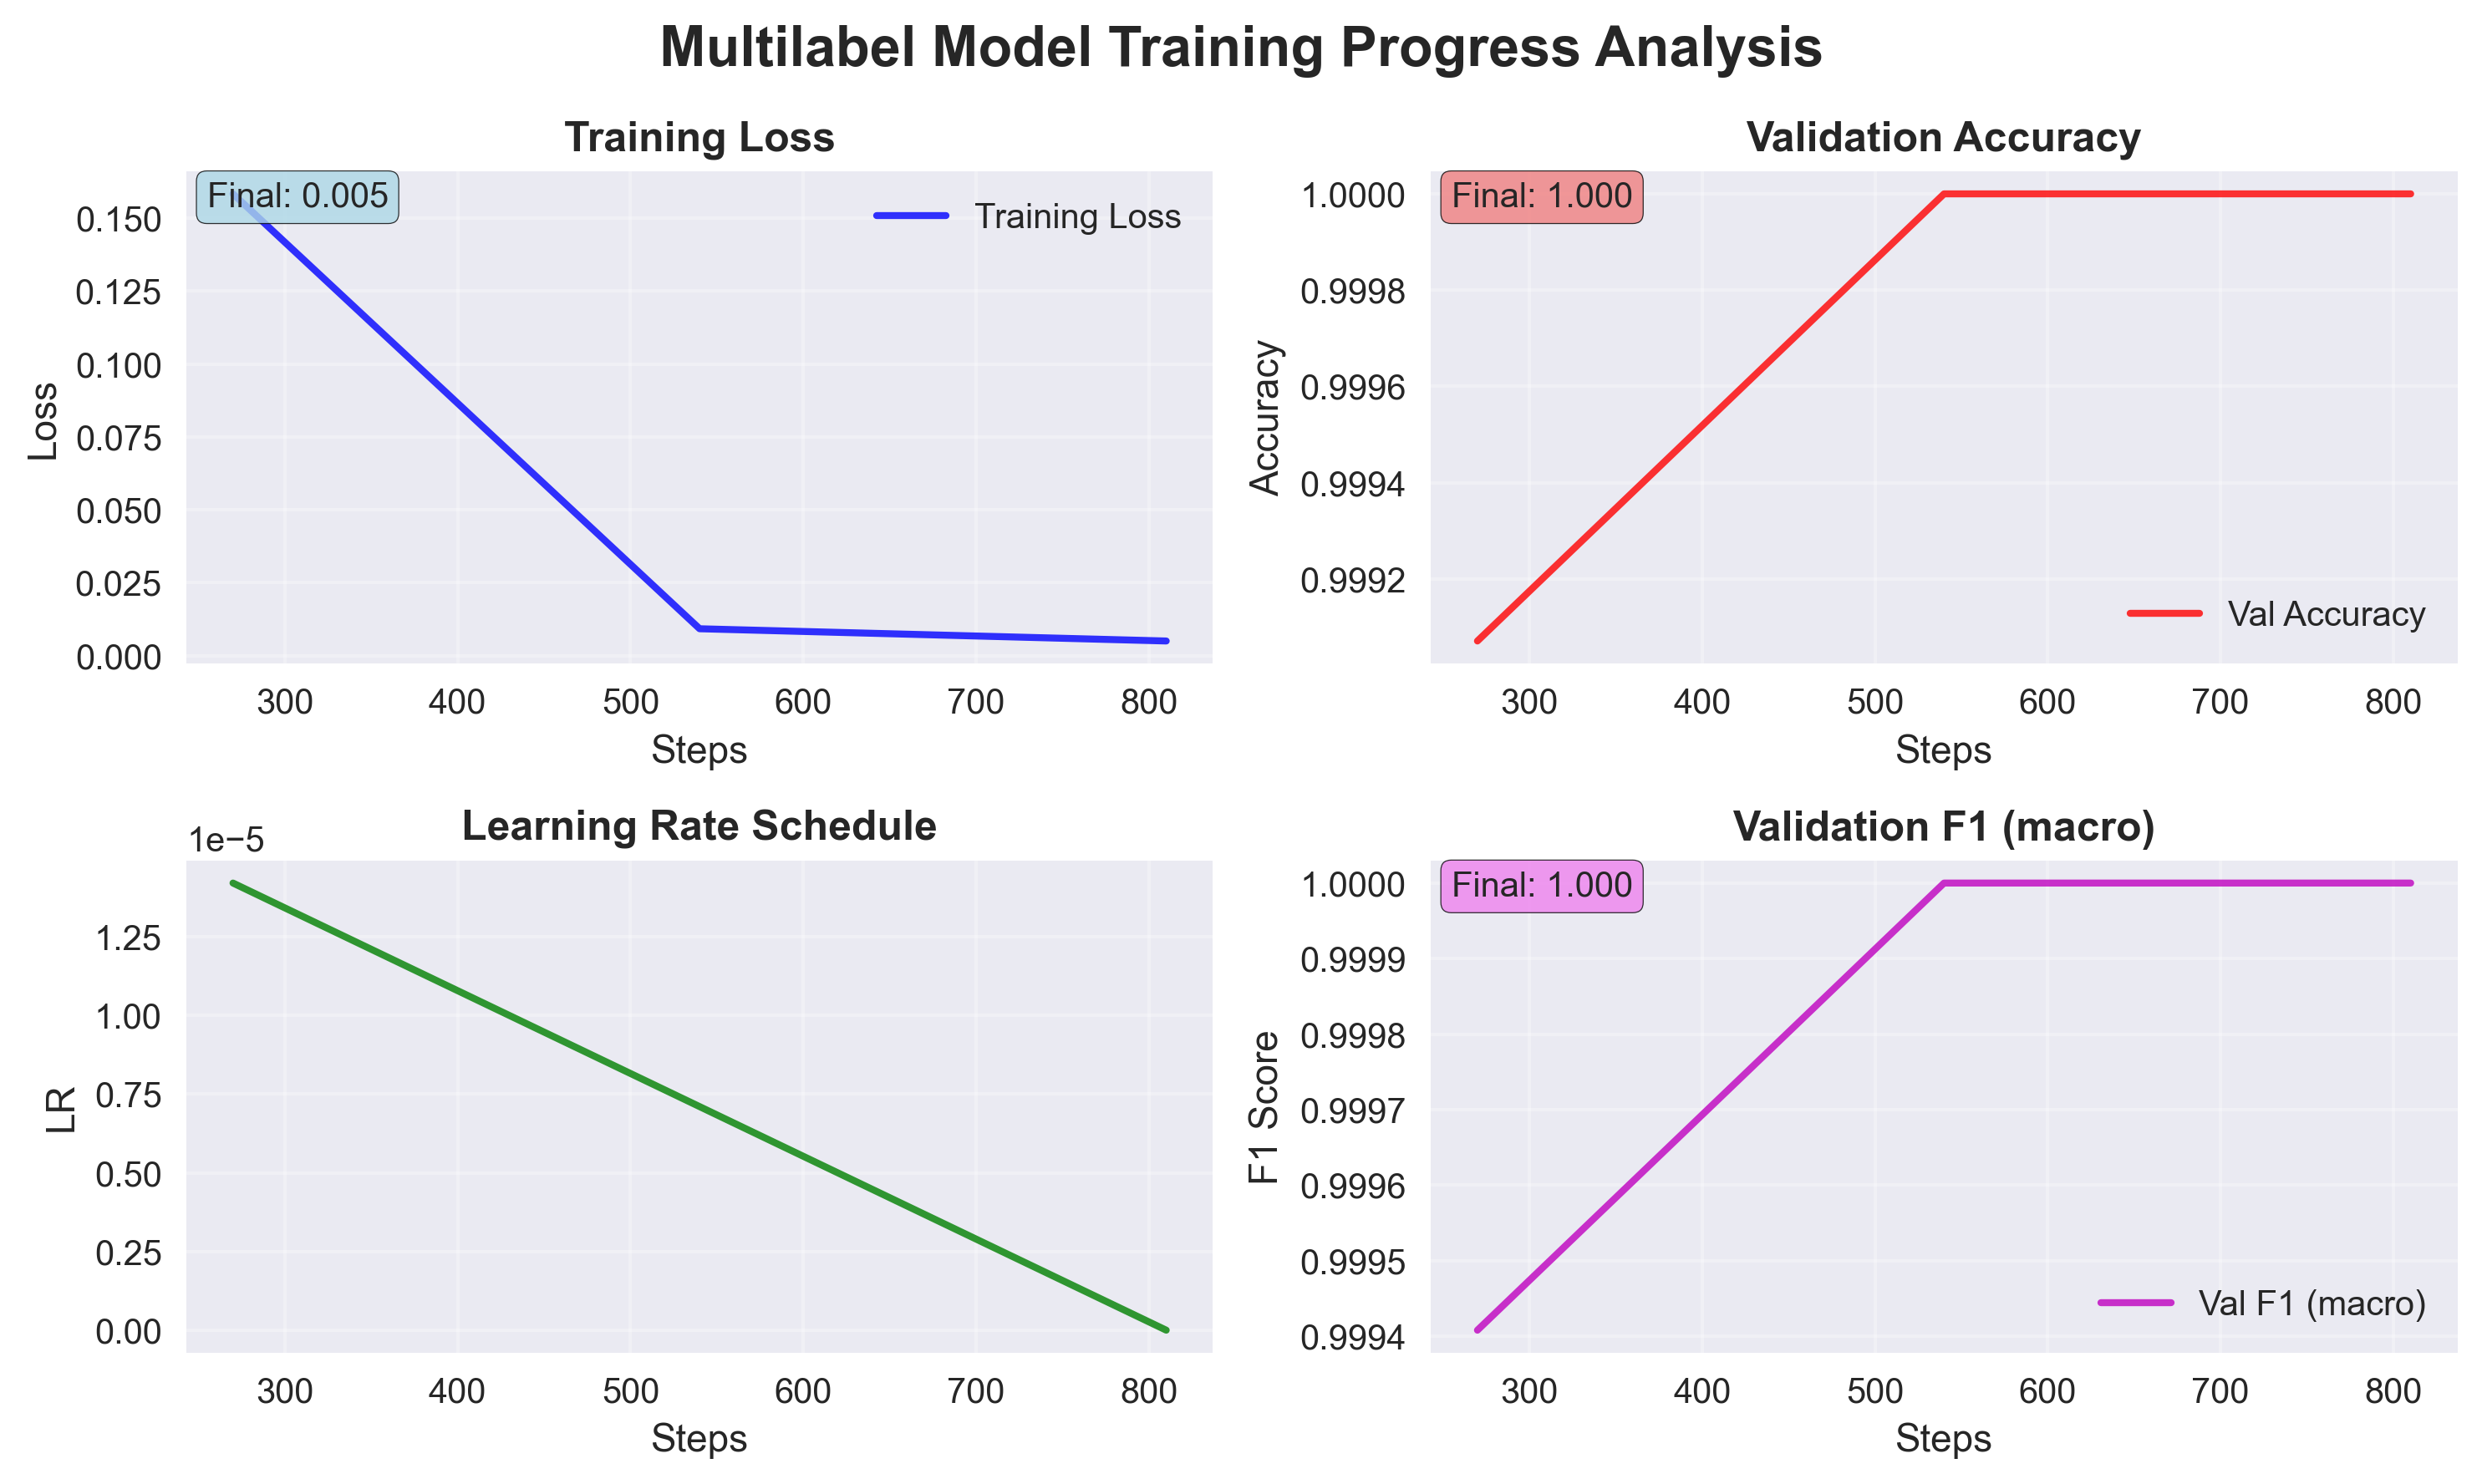 Multilabel Model Training Progress Analysis
Training Loss
Final: 0.005
Training Loss
0.150
0.125
0.100
0.075
0.050
0.025
0.000
Loss
300 400 500 600 700 800
Steps
Validation Accuracy
Final: 1.000
1.0000
0.9998
0.9996
0.9994
0.9992
Accuracy
Val Accuracy
300 400 500 600 700 800
Steps
Learning Rate Schedule
1e−5
1.25
1.00
0.75
0.50
0.25
0.00
LR
300 400 500 600 700 800
Steps
Validation F1 (macro)
Final: 1.000
1.0000
0.9999
0.9998
0.9997
0.9996
0.9995
0.9994
F1 Score
Val F1 (macro)
300 400 500 600 700 800
Steps